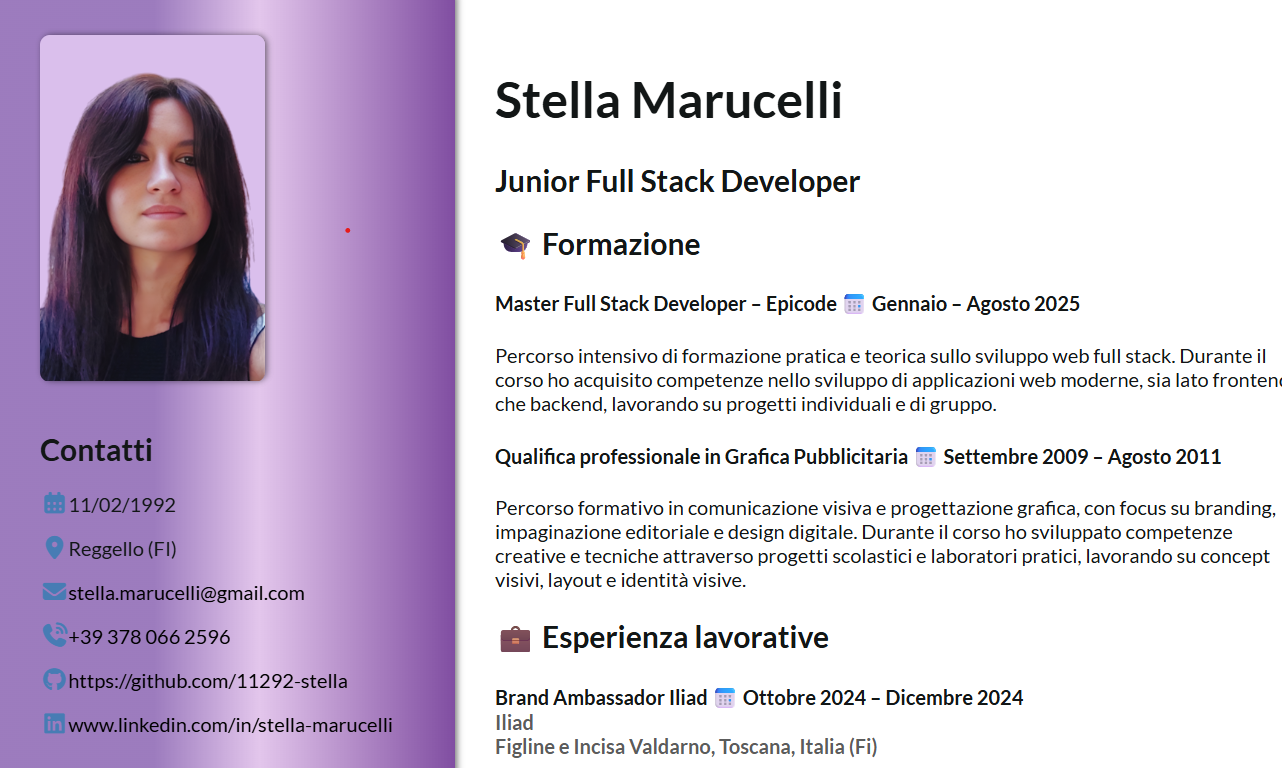 Contatti
11/02/1992
Reggello (FI)
stella.marucelli@gmail.com
+39 378 066 2596
https://github.com/11292-stella
www.linkedin.com/in/stella-marucelli
Stella Marucelli
Junior Full Stack Developer
Formazione
Master Full Stack Developer – Epicode Gennaio – Agosto 2025
Percorso intensivo di formazione pratica e teorica sullo sviluppo web full stack. Durante il
corso ho acquisito competenze nello sviluppo di applicazioni web moderne, sia lato frontend
che backend, lavorando su progetti individuali e di gruppo.
Qualifica professionale in Grafica Pubblicitaria Settembre 2009 – Agosto 2011
Percorso formativo in comunicazione visiva e progettazione grafica, con focus su branding,
impaginazione editoriale e design digitale. Durante il corso ho sviluppato competenze
creative e tecniche attraverso progetti scolastici e laboratori pratici, lavorando su concept
visivi, layout e identità visive.
Esperienza lavorative
Brand Ambassador Iliad Ottobre 2024 – Dicembre 2024
Iliad
Figline e Incisa Valdarno, Toscana, Italia (Fi)